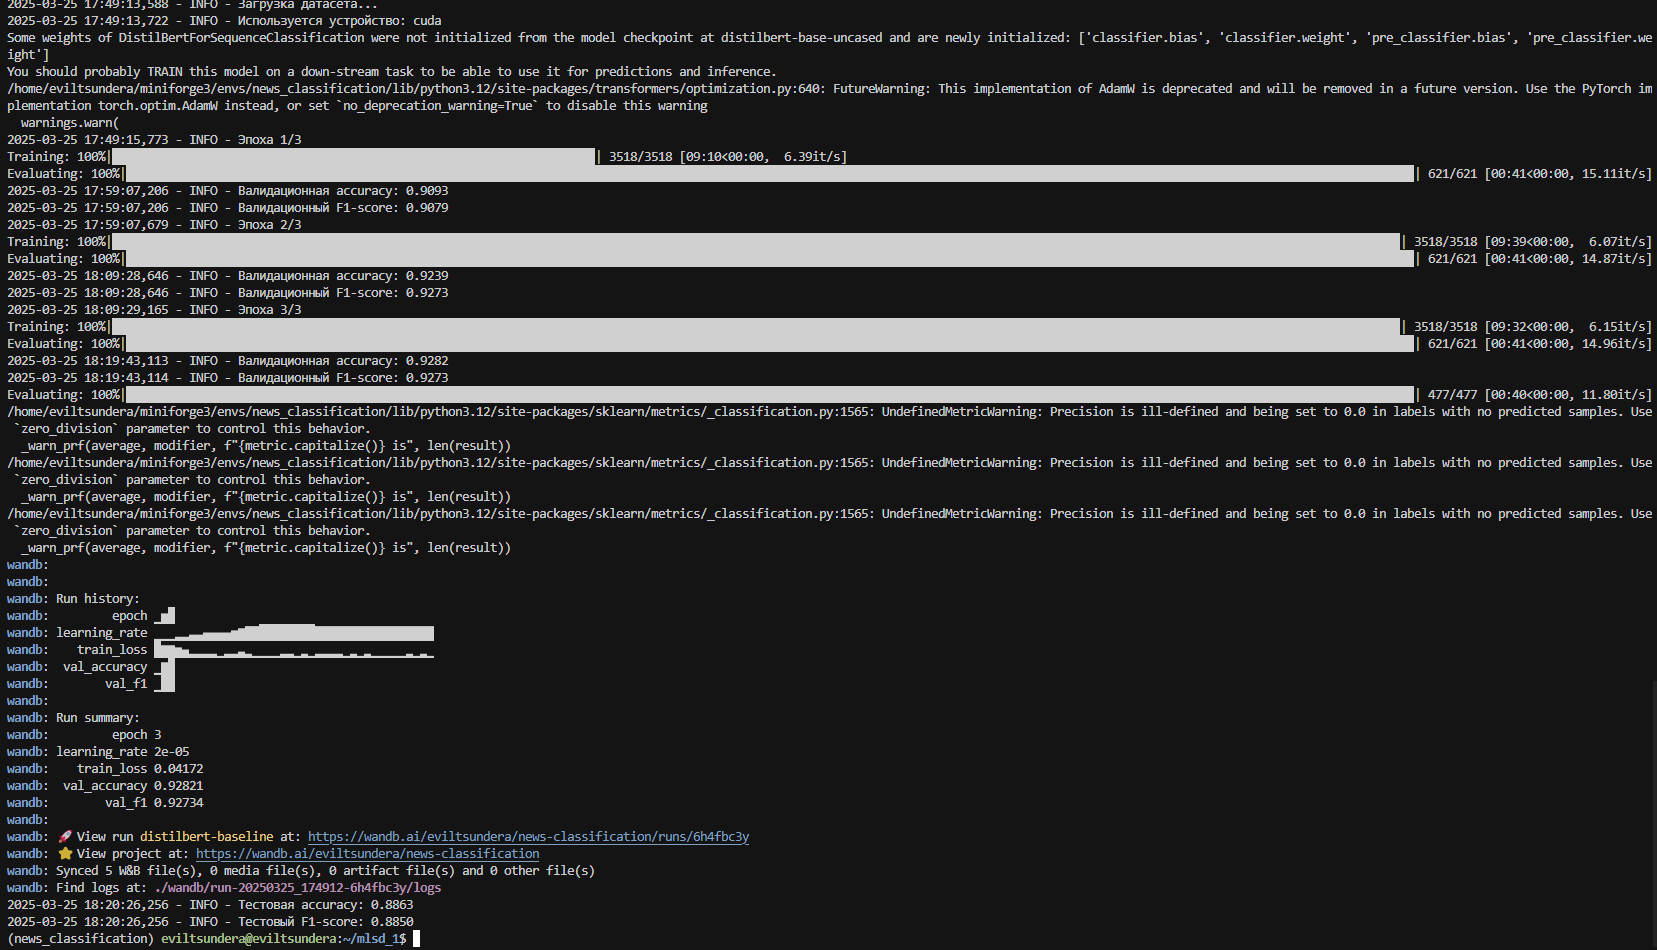 2025-03-25 17:49:13,588 - INFO - Загрузка датасета...
2025-03-25 17:49:13,722 - INFO - Используется устройство: cuda
Some weights of DistilBertForSequenceClassification were not initialized from the model checkpoint at distilbert-base-uncased and are newly initialized: ['classifier.bias', 'classifier.weight', 'pre_classifier.bias', 'pre_classifier.we
ight']
You should probably TRAIN this model on a down-stream task to be able to use it for predictions and inference.
/home/eviltsundera/miniforge3/envs/news_classification/lib/python3.12/site-packages/transformers/optimization.py:640: FutureWarning: This implementation of AdamW is deprecated and will be removed in a future version. Use the PyTorch im
plementation torch.optim.AdamW instead, or set `no_deprecation_warning=True` to disable this warning
  warnings.warn(
2025-03-25 17:49:15,773 - INFO - Эпоха 1/3
Training: 100%| | 3518/3518 [09:10<00:00,  6.39it/s]
Evaluating: 100%| | 621/621 [00:41<00:00, 15.11it/s]
2025-03-25 17:59:07,206 - INFO - Валидационная accuracy: 0.9093
2025-03-25 17:59:07,206 - INFO - Валидационный F1-score: 0.9079
2025-03-25 17:59:07,679 - INFO - Эпоха 2/3
Training: 100%| | 3518/3518 [09:39<00:00,  6.07it/s]
Evaluating: 100%| | 621/621 [00:41<00:00, 14.87it/s]
2025-03-25 18:09:28,646 - INFO - Валидационная accuracy: 0.9239
2025-03-25 18:09:28,646 - INFO - Валидационный F1-score: 0.9273
2025-03-25 18:09:29,165 - INFO - Эпоха 3/3
Training: 100%| | 3518/3518 [09:32<00:00,  6.15it/s]
Evaluating: 100%| | 621/621 [00:41<00:00, 14.96it/s]
2025-03-25 18:19:43,113 - INFO - Валидационная accuracy: 0.9282
2025-03-25 18:19:43,114 - INFO - Валидационный F1-score: 0.9273
Evaluating: 100%| | 477/477 [00:40<00:00, 11.80it/s]
/home/eviltsundera/miniforge3/envs/news_classification/lib/python3.12/site-packages/sklearn/metrics/_classification.py:1565: UndefinedMetricWarning: Precision is ill-defined and being set to 0.0 in labels with no predicted samples. Use
 `zero_division` parameter to control this behavior.
  _warn_prf(average, modifier, f"{metric.capitalize()} is", len(result))
/home/eviltsundera/miniforge3/envs/news_classification/lib/python3.12/site-packages/sklearn/metrics/_classification.py:1565: UndefinedMetricWarning: Precision is ill-defined and being set to 0.0 in labels with no predicted samples. Use
 `zero_division` parameter to control this behavior.
  _warn_prf(average, modifier, f"{metric.capitalize()} is", len(result))
/home/eviltsundera/miniforge3/envs/news_classification/lib/python3.12/site-packages/sklearn/metrics/_classification.py:1565: UndefinedMetricWarning: Precision is ill-defined and being set to 0.0 in labels with no predicted samples. Use
 `zero_division` parameter to control this behavior.
  _warn_prf(average, modifier, f"{metric.capitalize()} is", len(result))
wandb:
wandb:
wandb: Run history:
wandb:         epoch
wandb: learning_rate
wandb:    train_loss
wandb:  val_accuracy
wandb:        val_f1
wandb:
wandb: Run summary:
wandb:         epoch 3
wandb: learning_rate 2e-05
wandb:    train_loss 0.04172
wandb:  val_accuracy 0.92821
wandb:        val_f1 0.92734
wandb:
wandb: 🚀 View run distilbert-baseline at: https://wandb.ai/eviltsundera/news-classification/runs/6h4fbc3y
wandb: ⭐ View project at: https://wandb.ai/eviltsundera/news-classification
wandb: Synced 5 W&B file(s), 0 media file(s), 0 artifact file(s) and 0 other file(s)
wandb: Find logs at: ./wandb/run-20250325_174912-6h4fbc3y/logs
2025-03-25 18:20:26,256 - INFO - Тестовая accuracy: 0.8863
2025-03-25 18:20:26,256 - INFO - Тестовый F1-score: 0.8850
(news_classification) eviltsundera@eviltsundera:~/mlsd_1$